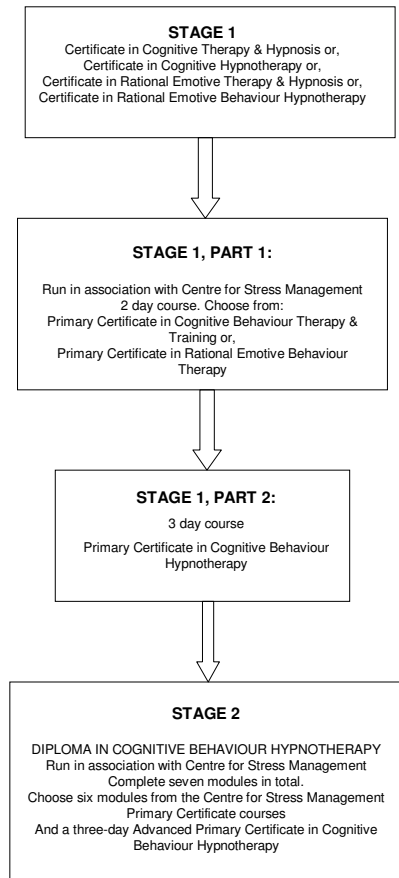 STAGE 1
Certificate in Cognitive Therapy & Hypnosis or,
Certificate in Cognitive Hypnotherapy or,
Certificate in Rational Emotive Therapy & Hypnosis or,
Certificate in Rational Emotive Behaviour Hypnotherapy
STAGE 1, PART 1:
Run in association with Centre for Stress Management
2 day course. Choose from:
Primary Certificate in Cognitive Behaviour Therapy &
Training or,
Primary Certificate in Rational Emotive Behaviour
Therapy
STAGE 1, PART 2:
3 day course
Primary Certificate in Cognitive Behaviour
Hypnotherapy
STAGE 2
DIPLOMA IN COGNITIVE BEHAVIOUR HYPNOTHERAPY
Run in association with Centre for Stress Management
Complete seven modules in total.
Choose six modules from the Centre for Stress Management
Primary Certificate courses
And a three-day Advanced Primary Certificate in Cognitive
Behaviour Hypnotherapy